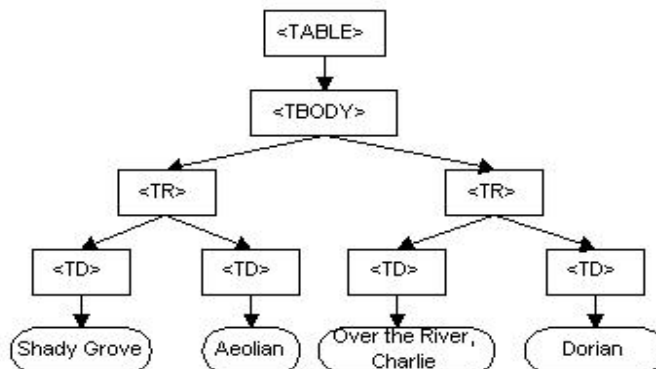 <TABLE>
<TBODY>
<TR>
<TR>
<TD>
<TD>
<TD>
<TD>
Shady Grove
Aeolian
Over the River,
Charlie
Dorian